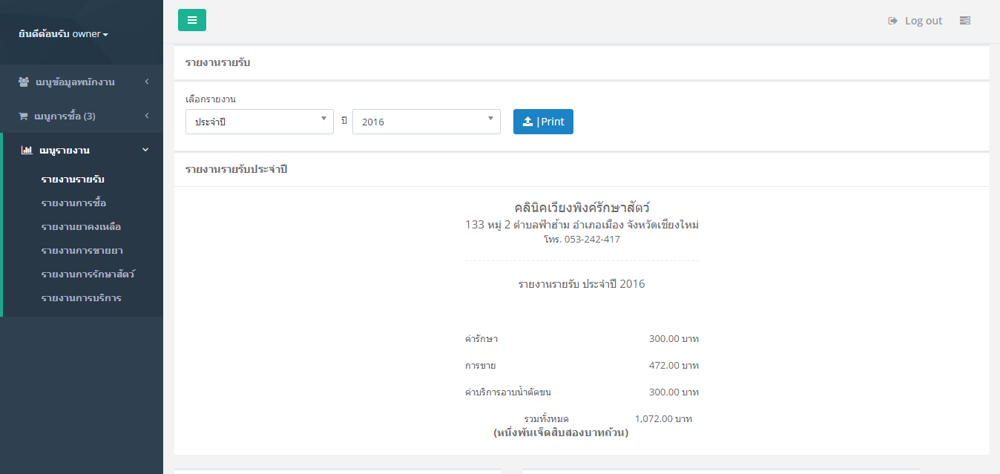 ยินดีต้อนรับ owner
Log out
เมนูข้อมูลพนักงาน
เมนูการซื้อ (3)
เมนูรายงาน
รายงานรายรับ
รายงานการซื้อ
รายงานยาคงเหลือ
รายงานการขายยา
รายงานการรักษาสัตว์
รายงานการบริการ
รายงานรายรับ
เลือกรายงาน
ประจำปี ปี 2016 |Print
รายงานรายรับประจำปี
คลินิคเวียงพิงค์รักษาสัตว์
133 หมู่ 2 ตำบลฟ้าฮ่าม อำเภอเมือง จังหวัดเชียงใหม่
โทร. 053-242-417
รายงานรายรับ ประจำปี 2016
ค่ารักษา 300.00 บาท
การขาย 472.00 บาท
ค่าบริการอาบน้ำตัดขน 300.00 บาท
รวมทั้งหมด 1,072.00 บาท
(หนึ่งพันเจ็ดสิบสองบาทถ้วน)